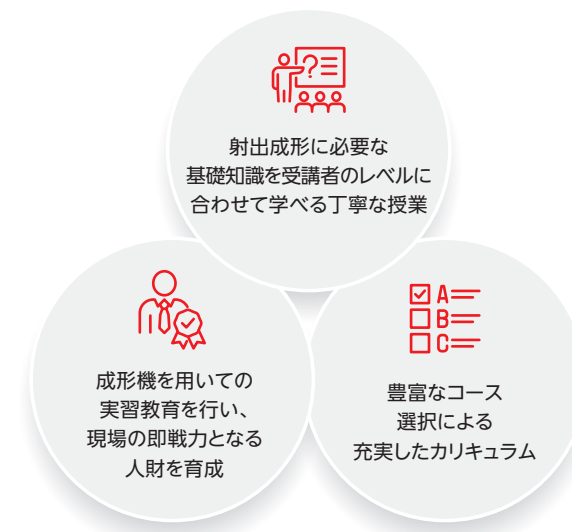 ?
射出成形に必要な
基礎知識を受講者のレベルに
合わせて学べる丁寧な授業
成形機を用いての
実習教育を行い、
現場の即戦力となる
人財を育成
A
B
C
豊富なコース
選択による
充実したカリキュラム